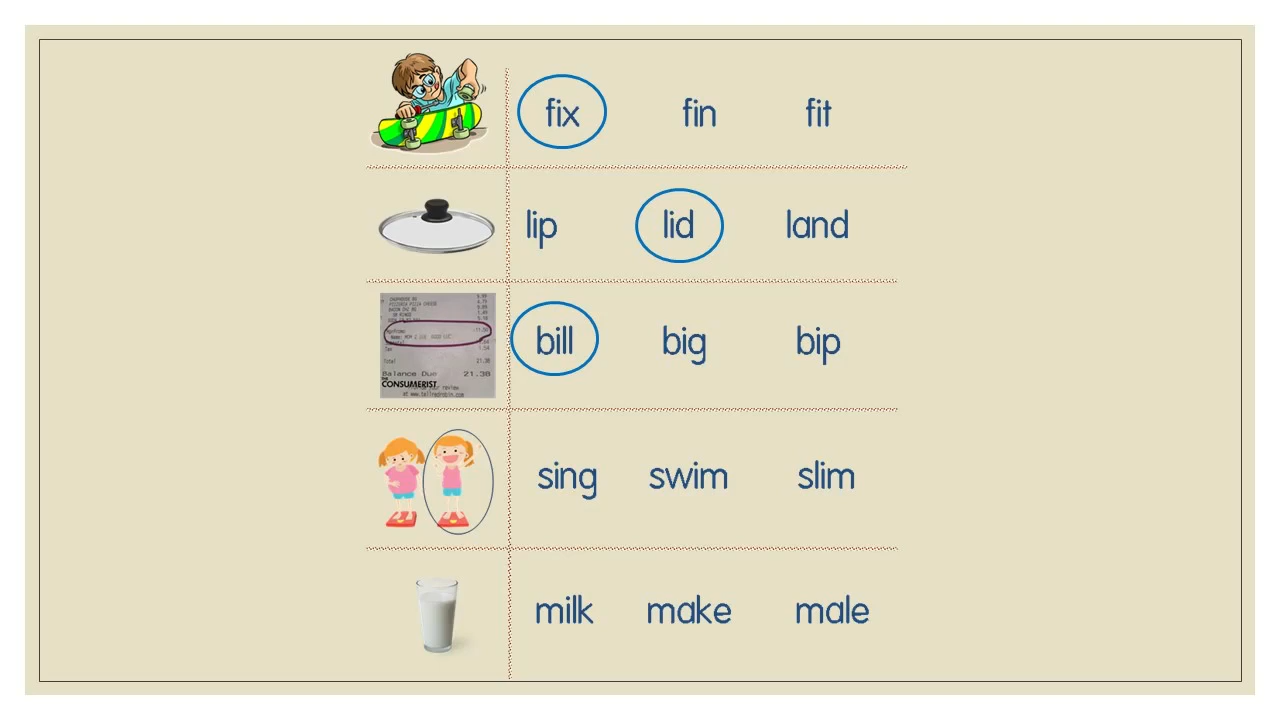 fix fin fit
lip lid land
Balance Due 21.38
THE
CONSUMERIST
bill big bip
sing swim slim
milk make male